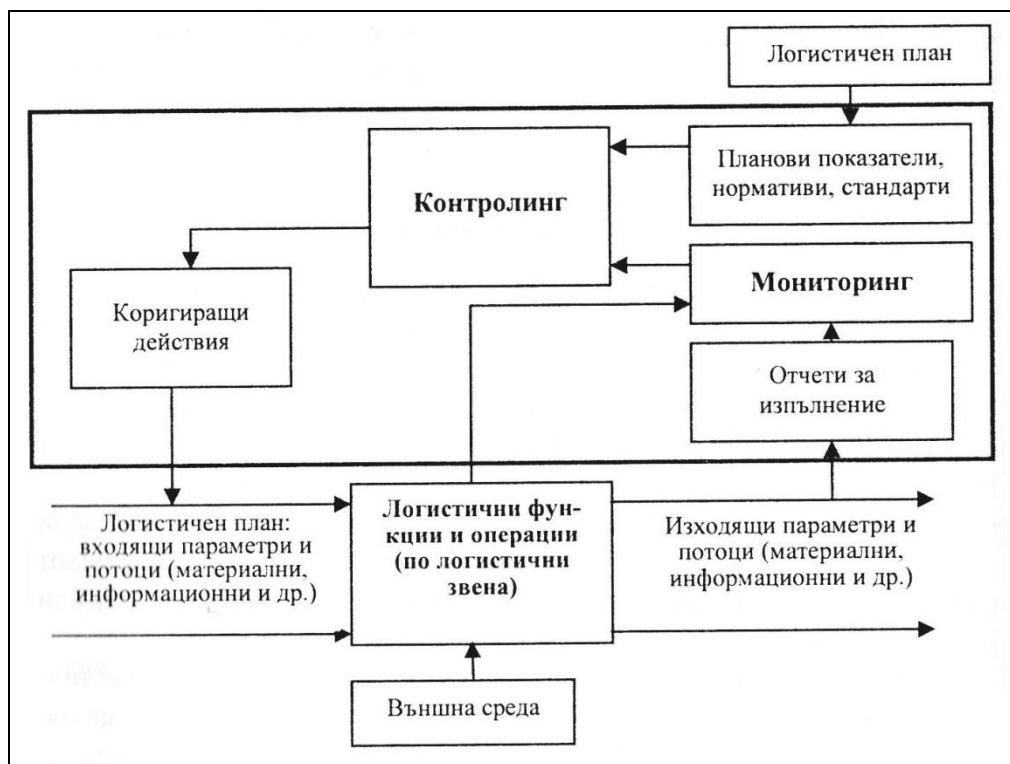 Логистичен план
Планови показатели,
нормативи, стандарти
Контролинг
Мониторинг
Коригиращи
действия
Отчети за
изпълнение
Логистичен план:
входящи параметри и
потоци (материални,
информационни и др.)
Логистични фун-
кции и операции
(по логистични
звена)
Изходящи параметри и
потоци (материални,
информационни и др.)
Външна среда